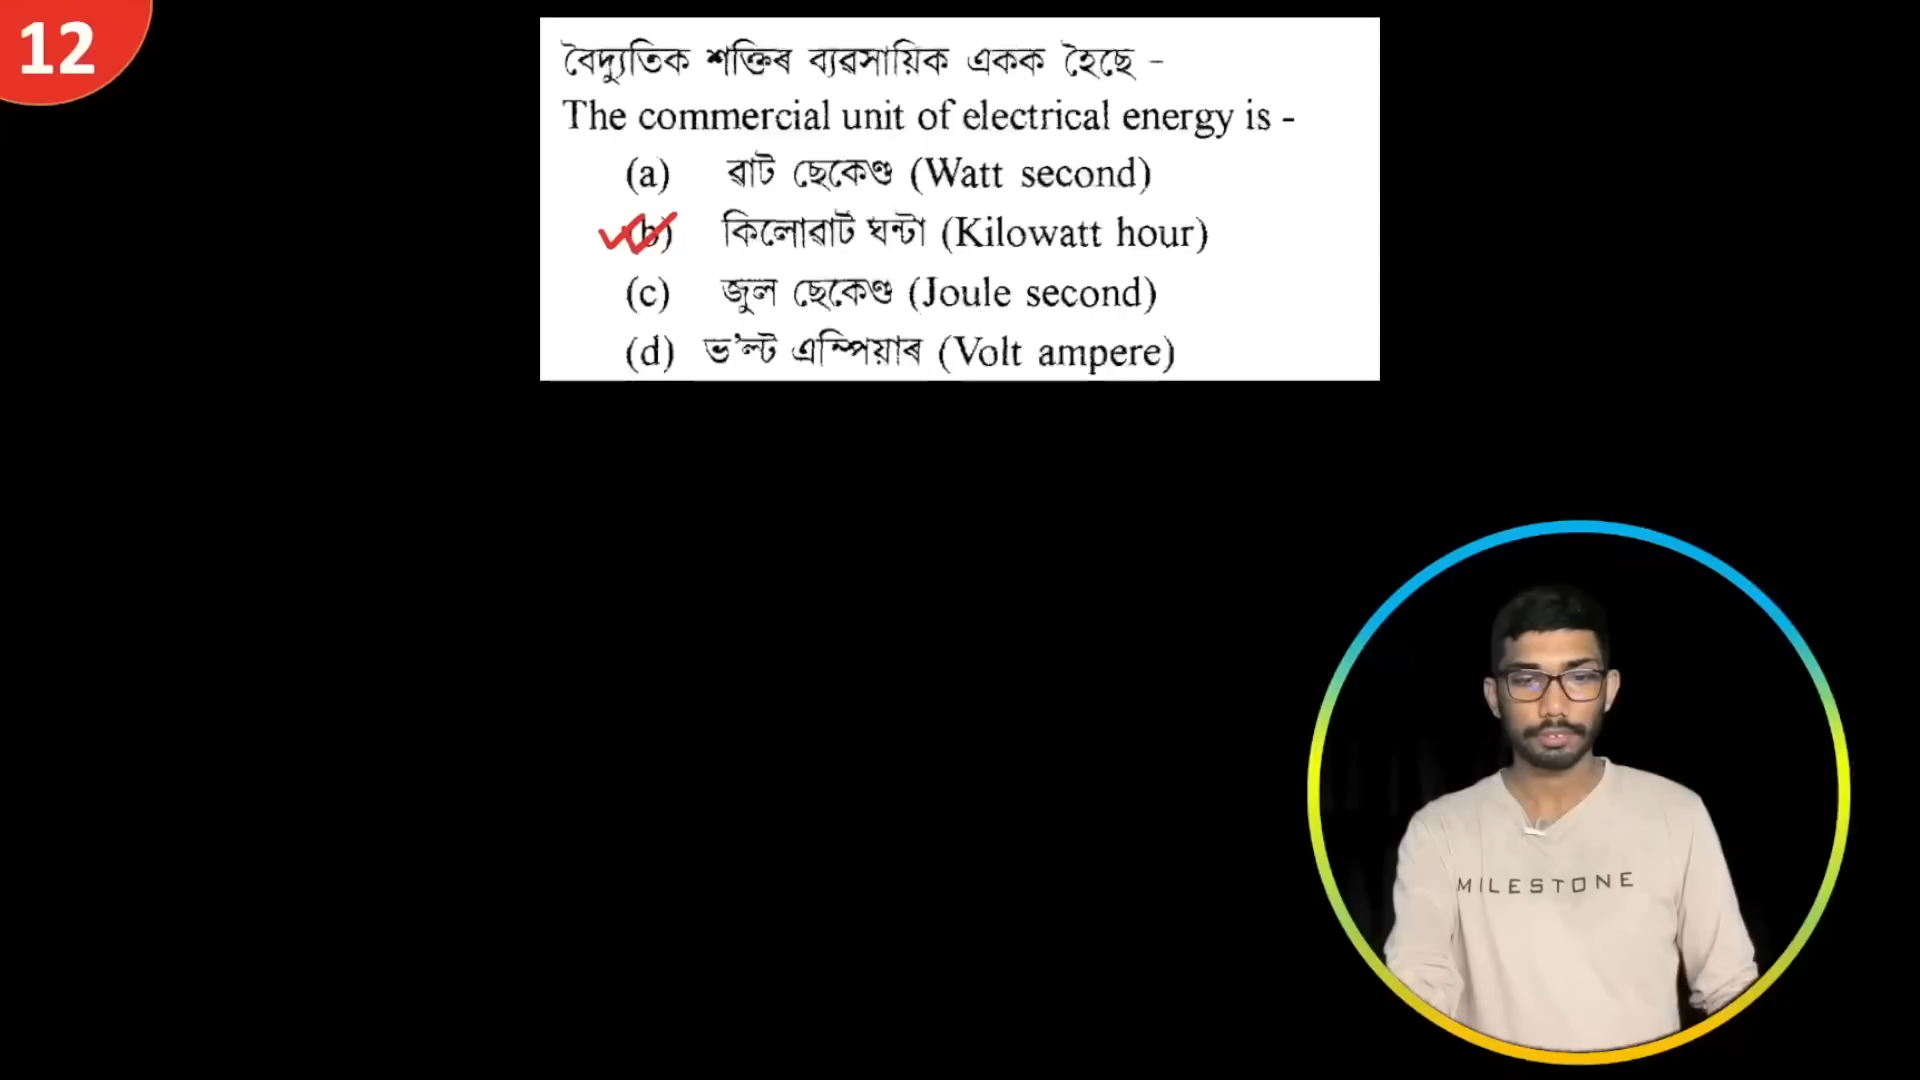 12
বৈদ্যুতিক শক্তিৰ ব্যৱসায়িক একক হৈছে -
The commercial unit of electrical energy is -
(a) ৱাট ছেকেণ্ড (Watt second)
(b) কিলোৱাট ঘন্টা (Kilowatt hour)
(c) জুল ছেকেণ্ড (Joule second)
(d) ভ'ল্ট এম্পিয়াৰ (Volt ampere)
MILESTONE